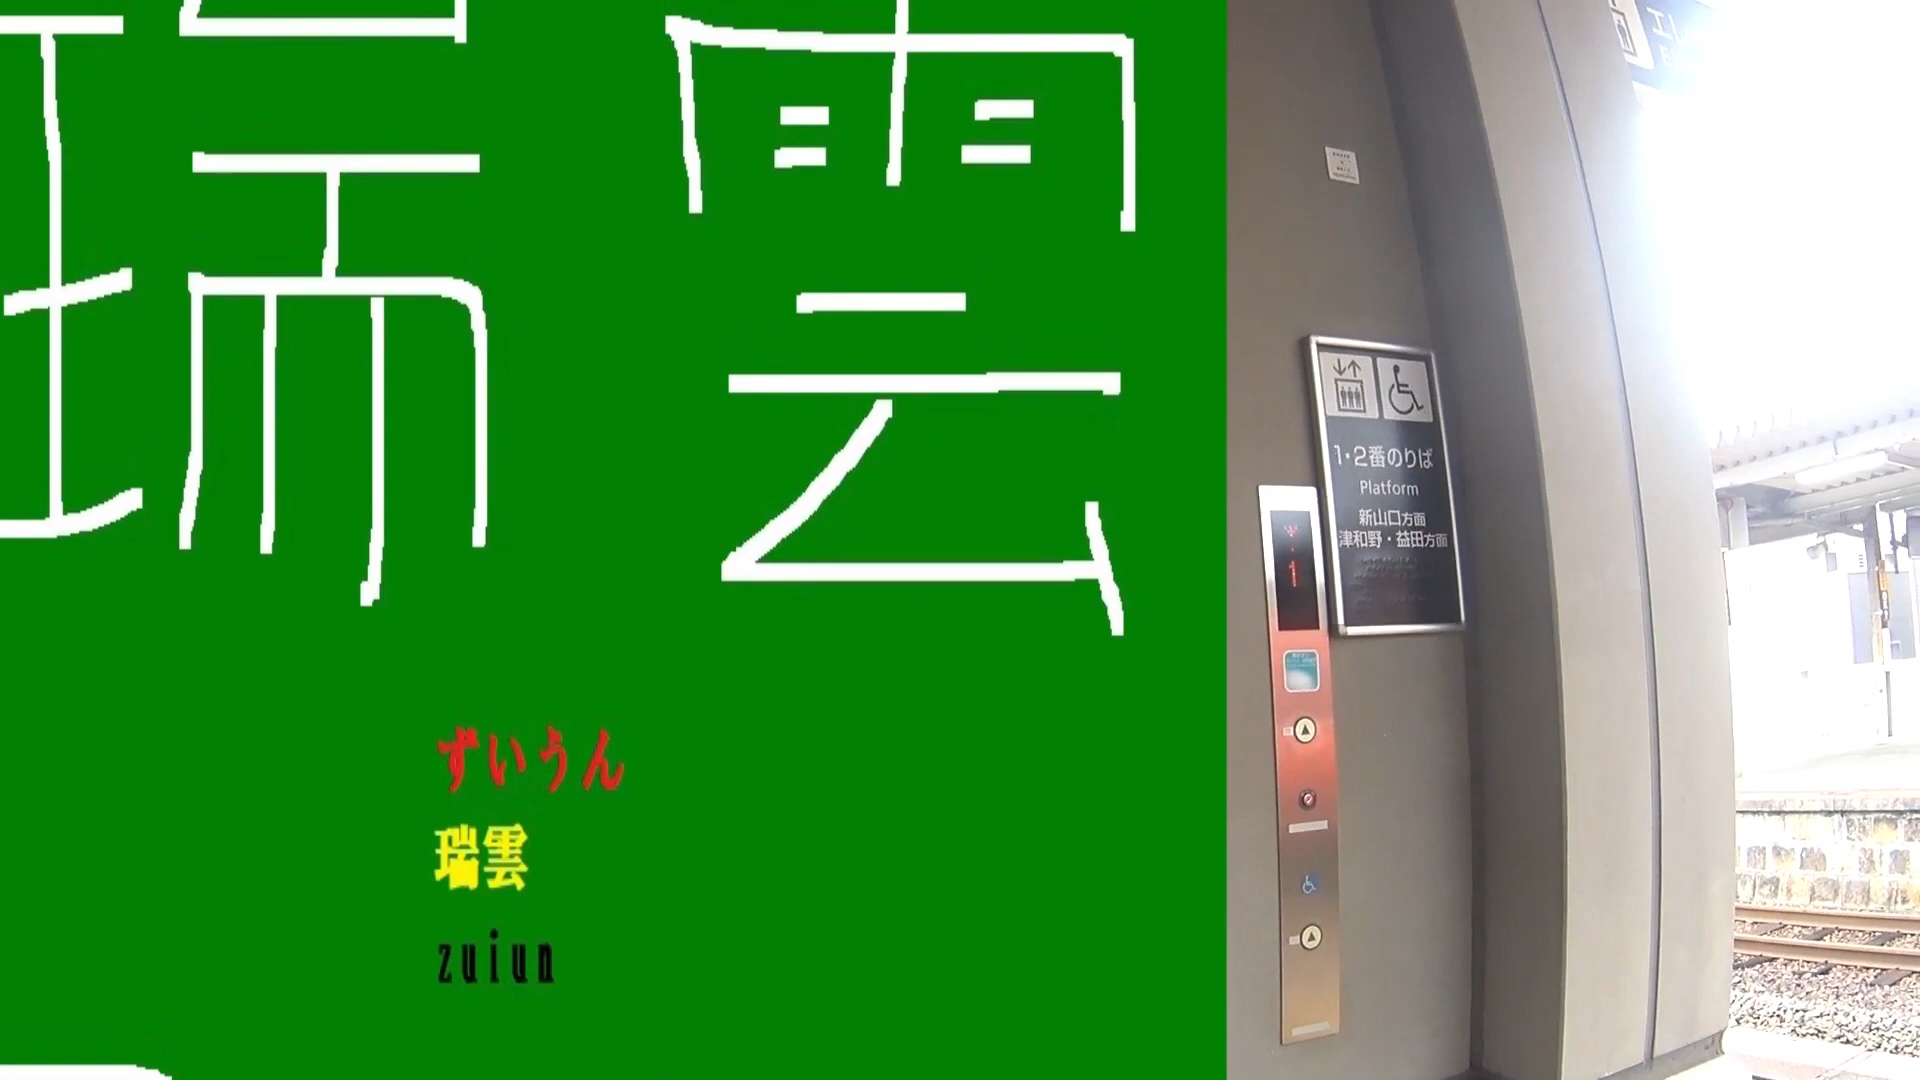 瑞雲
ずいうん
瑞雲
zuiun
1・2番のりば
Platform
新山口方面
津和野・益田方面
1